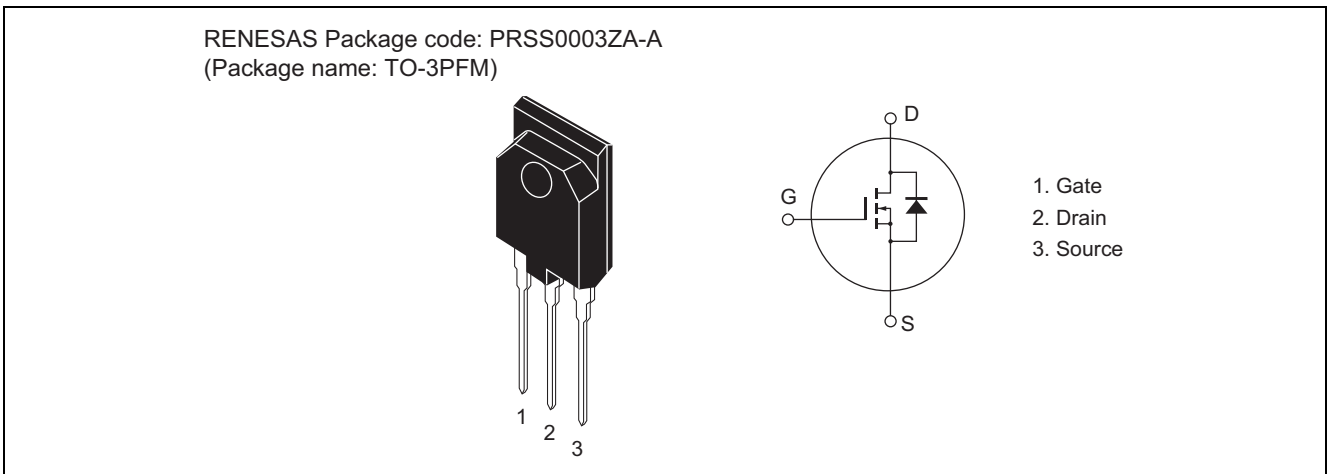 RENESAS Package code: PRSS0003ZA-A
(Package name: TO-3PFM)
1
2
3
D
G
S
1. Gate
2. Drain
3. Source